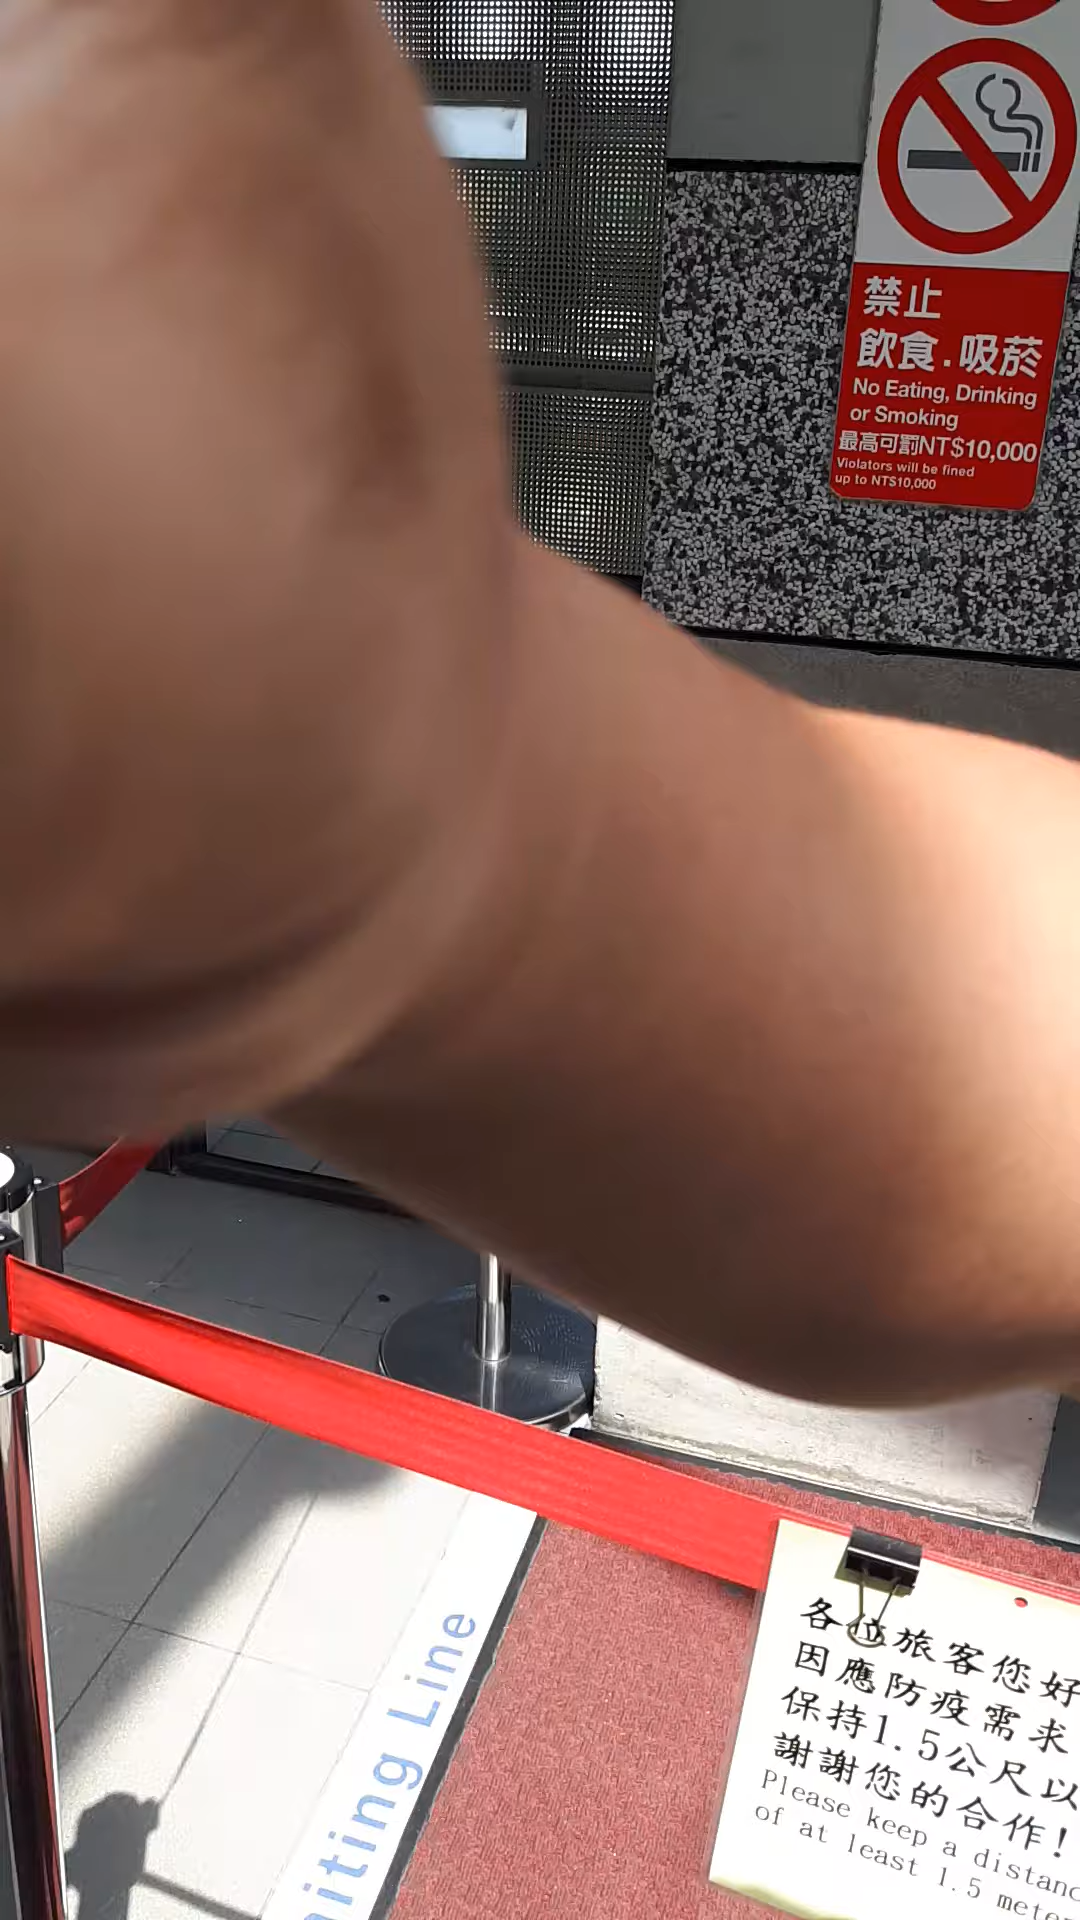 禁止
飲食.吸菸
No Eating, Drinking
or Smoking
最高可罰NT$10,000
Violators will be fined
up to NT$10,000
各位旅客您好
因應防疫需求
保持1.5公尺以
謝謝您的合作!
Please keep a distanc
of at least 1.5 mete
iting Line